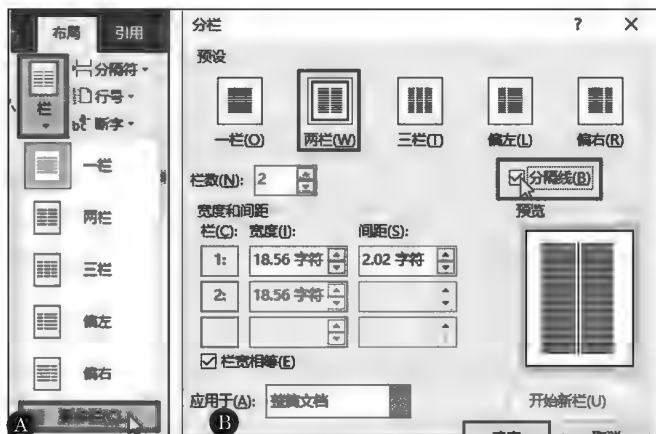 布局 引用
分隔符
栏
行号
bc 断字
一栏
两栏
三栏
偏左
偏右
A
分栏 ? ×
预设
一栏(O) 两栏(W) 三栏(T) 偏左(L) 偏右(R)
栏数(N): 2
分隔线(B)
宽度和间距
预览
栏(C): 宽度(I): 间距(S):
1: 18.56 字符 2.02 字符
2: 18.56 字符
栏宽相等(E)
应用于(A): 整篇文档
开始新栏(U)
B